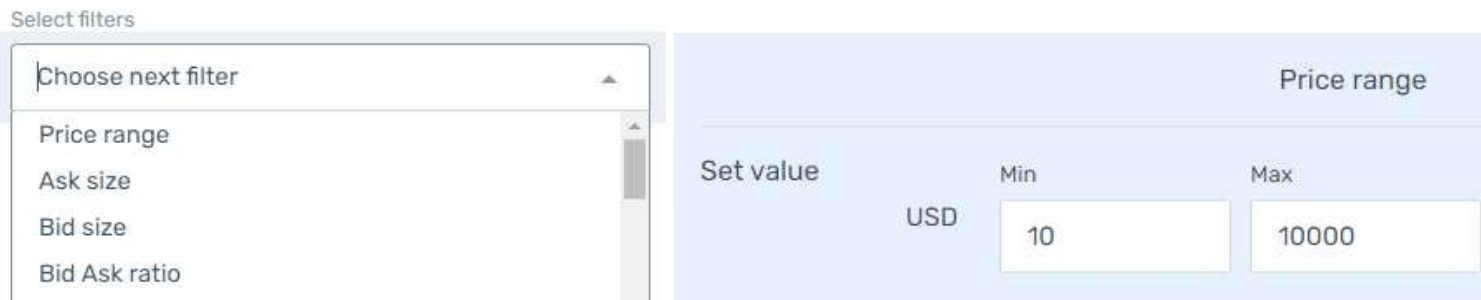 Select filters
Choose next filter
Price range
Ask size
Bid size
Bid Ask ratio
Price range
Set value
Min
Max
USD
10
10000